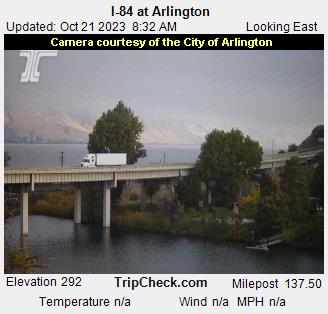 I-84 at Arlington
Updated: Oct 21 2023 8:32 AM Looking East
Camera courtesy of the City of Arlington
Elevation 292 TripCheck.com Milepost 137.50
Temperature n/a Wind n/a MPH n/a